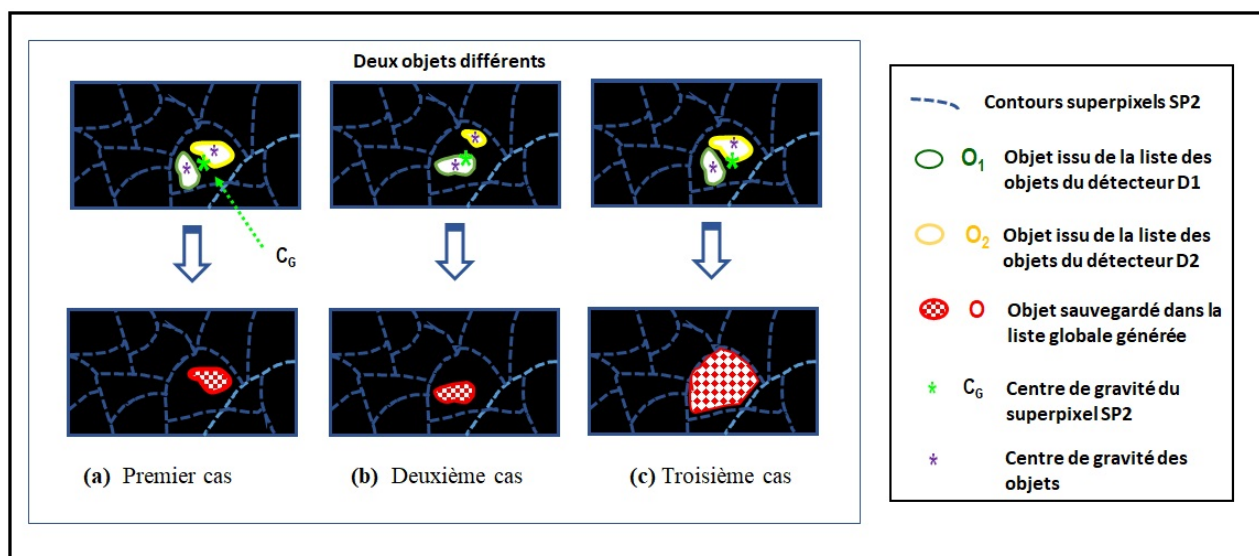 Deux objets différents
C_G
(a) Premier cas
(b) Deuxième cas
(c) Troisième cas
Contours superpixels SP2
O₁ Objet issu de la liste des
objets du détecteur D1
O₂ Objet issu de la liste des
objets du détecteur D2
O Objet sauvegardé dans la
liste globale générée
C_G Centre de gravité du
superpixel SP2
Centre de gravité des
objets